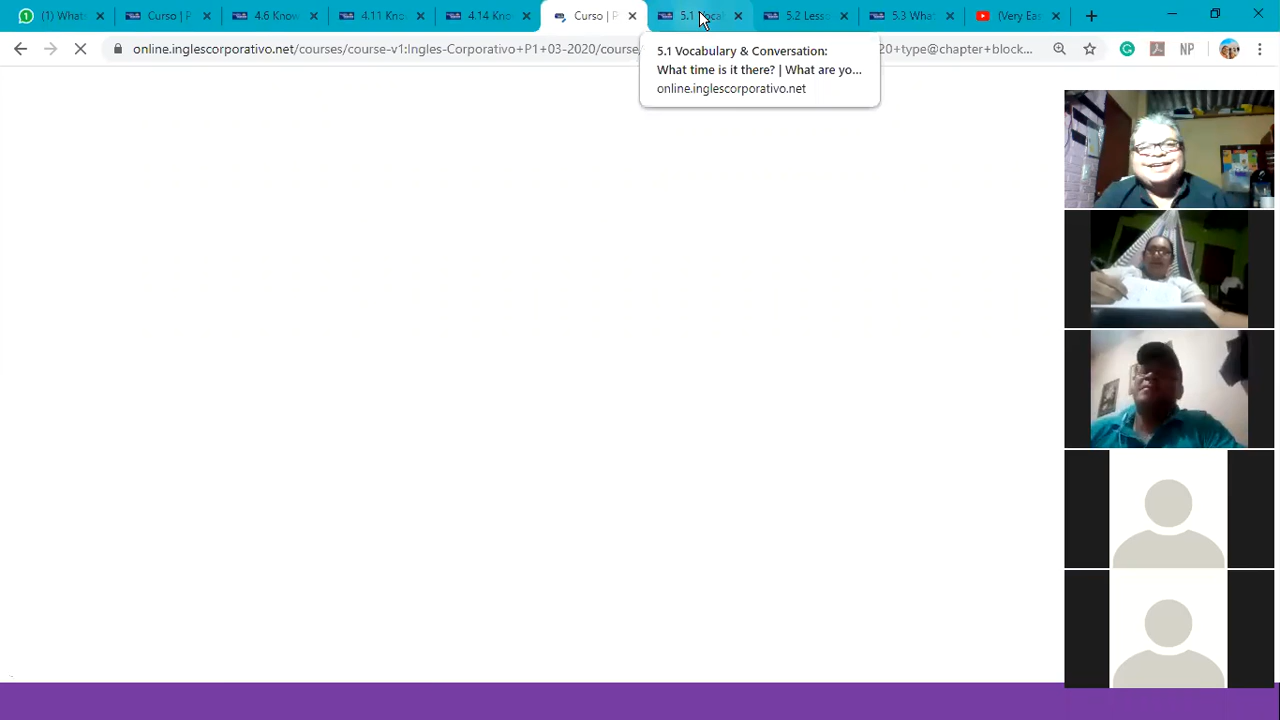 (1) Whats
Curso | P
4.6 Know
4.11 Kno
4.14 Kno
Curso | P
5.1 Vocal
5.2 Less
5.3 What
(Very Eas
online.inglescorporativo.net/courses/course-v1:Ingles-Corporativo+P1+03-2020/course/
20+type@chapter+block...
NP
5.1 Vocabulary & Conversation:
What time is it there? | What are yo...
online.inglescorporativo.net